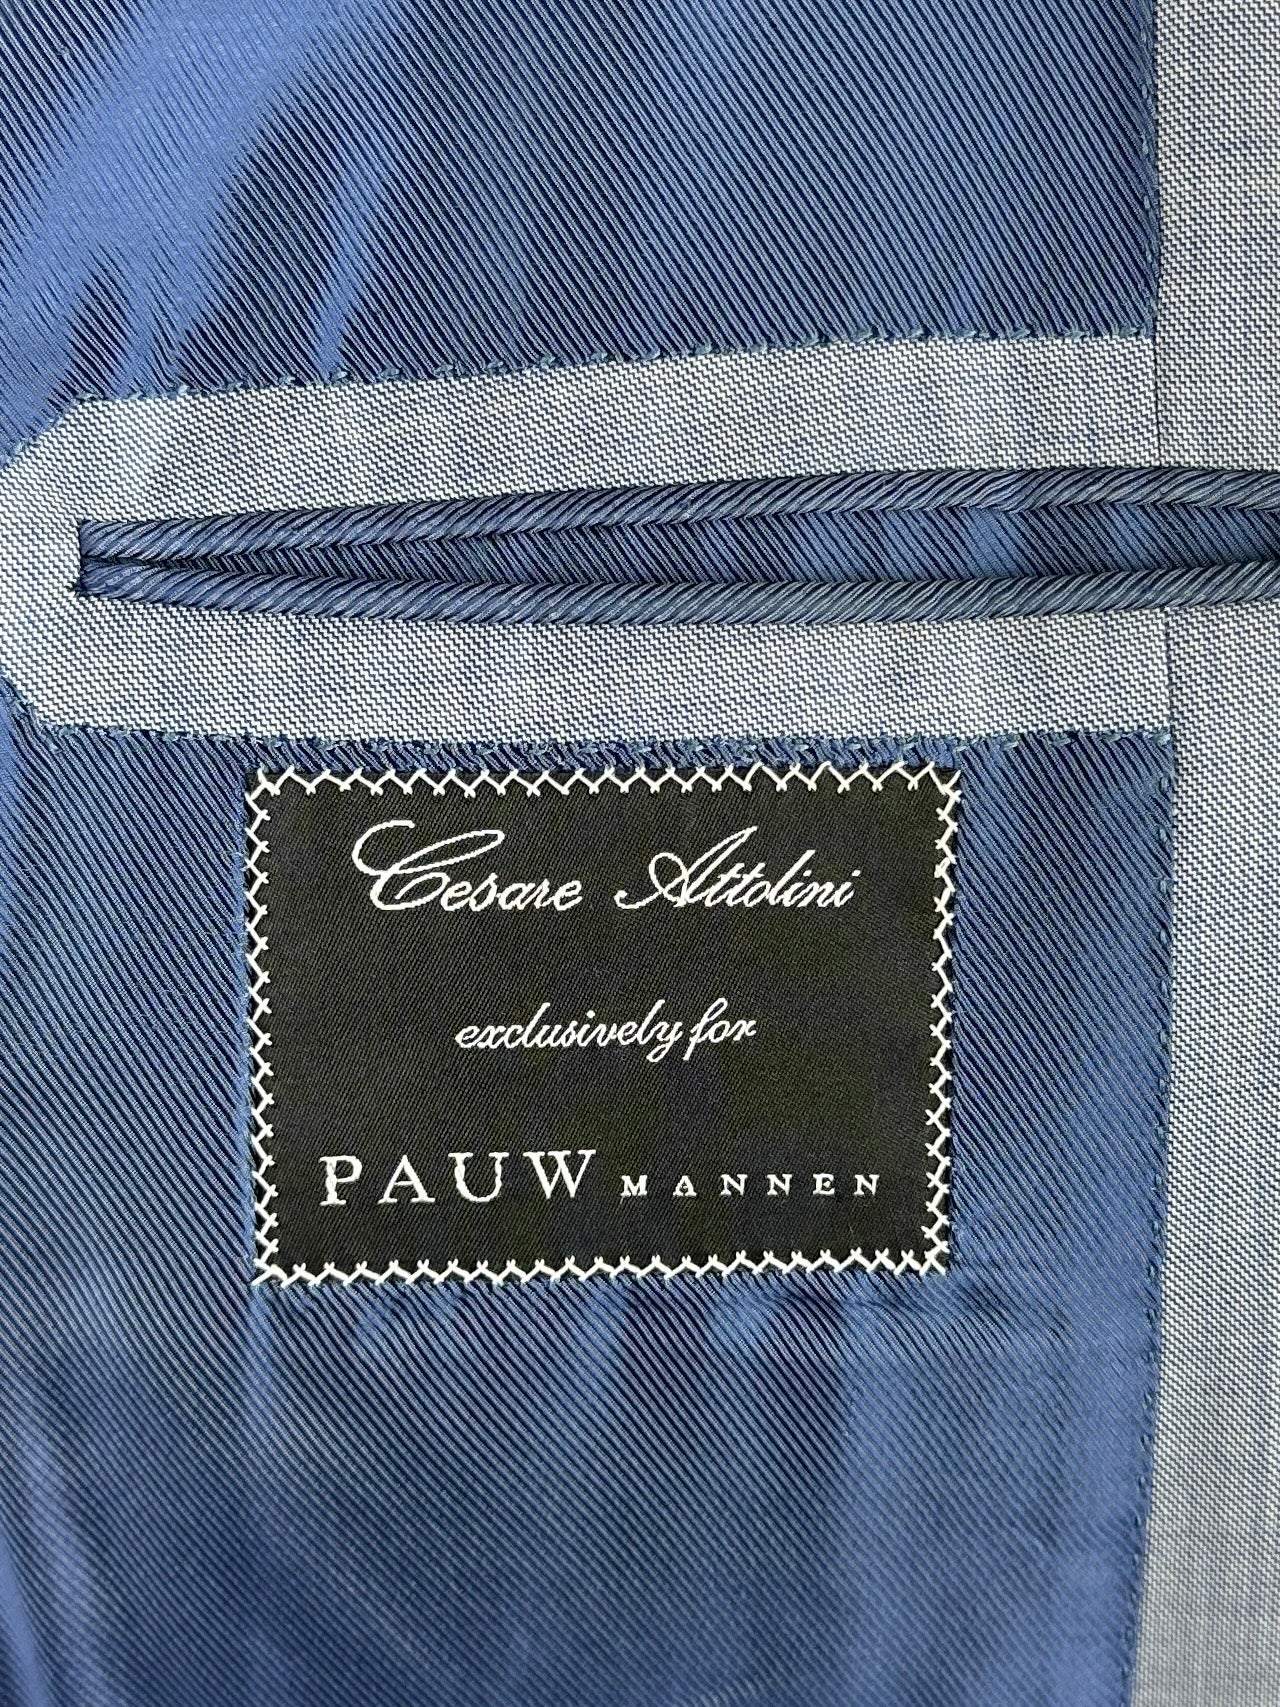 Cesare Attolini
exclusively for
PAUW MANNEN